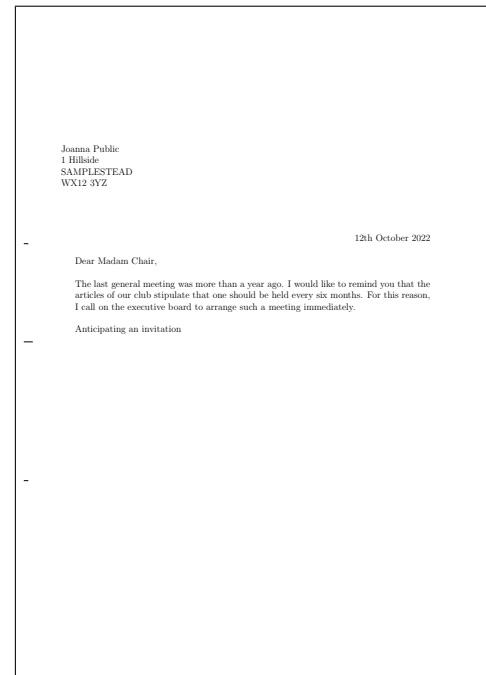 Joanna Public
1 Hillside
SAMPLESTEAD
WX12 3YZ
12th October 2022
Dear Madam Chair,
The last general meeting was more than a year ago. I would like to remind you that the
articles of our club stipulate that one should be held every six months. For this reason,
I call on the executive board to arrange such a meeting immediately.
Anticipating an invitation